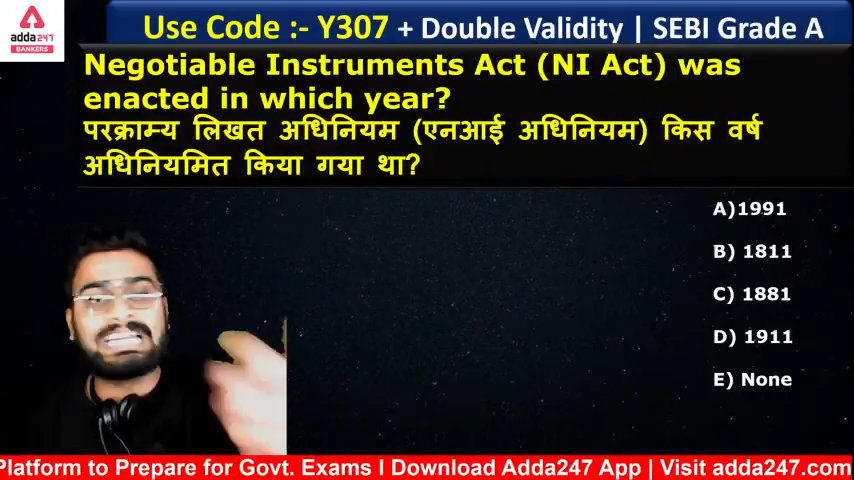 adda247
BANKERS
Use Code :- Y307 + Double Validity | SEBI Grade A
Negotiable Instruments Act (NI Act) was
enacted in which year?
परक्राम्य लिखत अधिनियम (एनआई अधिनियम) किस वर्ष
अधिनियमित किया गया था?
A)1991
B) 1811
C) 1881
D) 1911
E) None
Platform to Prepare for Govt. Exams I Download Adda247 App | Visit adda247.com